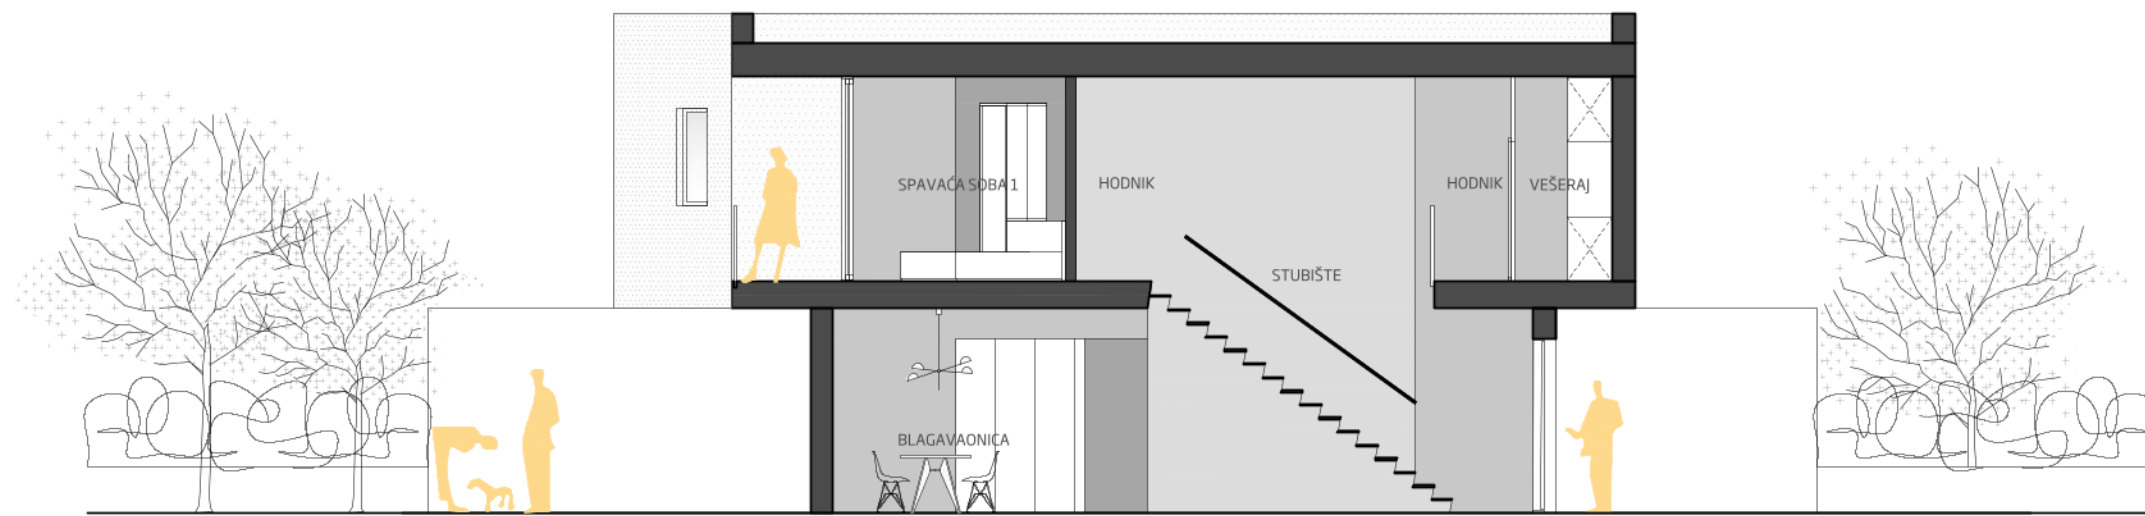 SPAVAĆA SOBA 1
HODNIK
HODNIK
VEŠERAJ
STUBIŠTE
BLAGAVAONICA